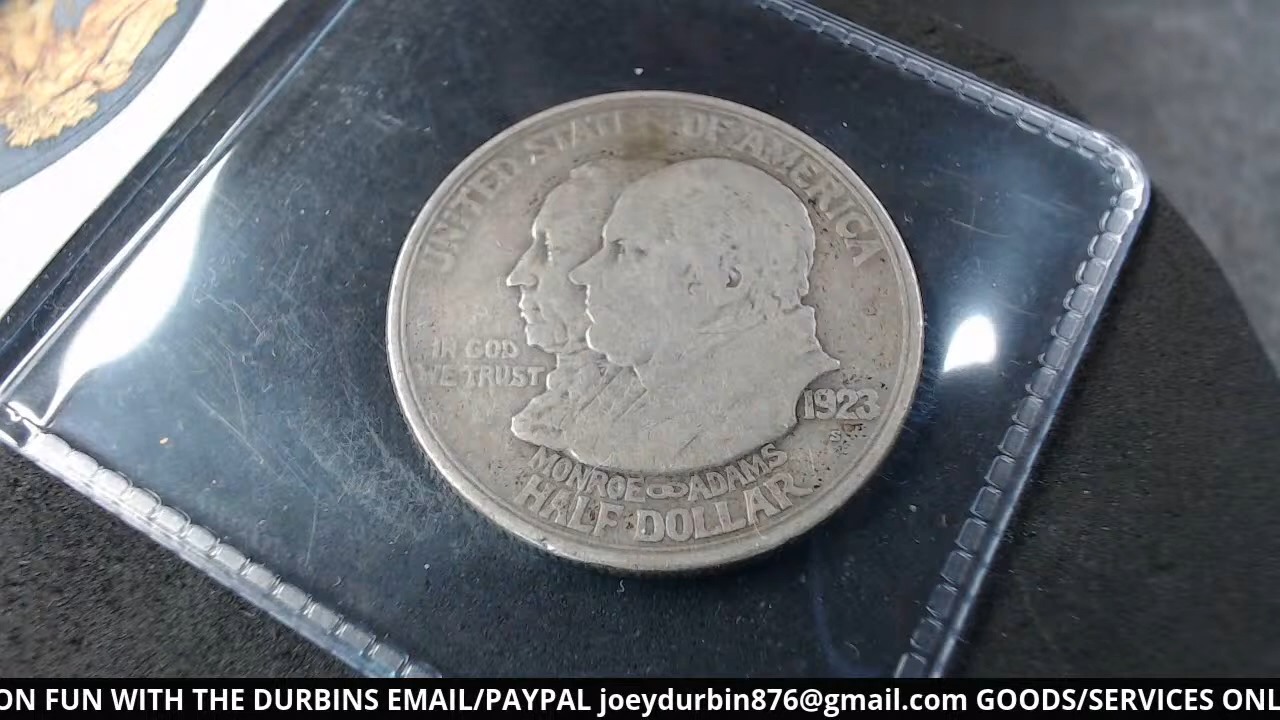 UNITED STATES OF AMERICA
IN GOD
WE TRUST
1923
S
MONROE ADAMS
HALF DOLLAR
ON FUN WITH THE DURBINS EMAIL/PAYPAL joeydurbin876@gmail.com GOODS/SERVICES ONL